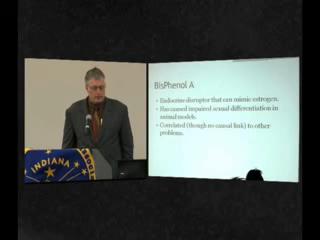 BisPhenol A
• Endocrine disruptor that can mimic estrogen.
• Has caused impaired sexual differentiation in
animal models.
• Correlated (though no causal link) to other
problems.
INDIANA